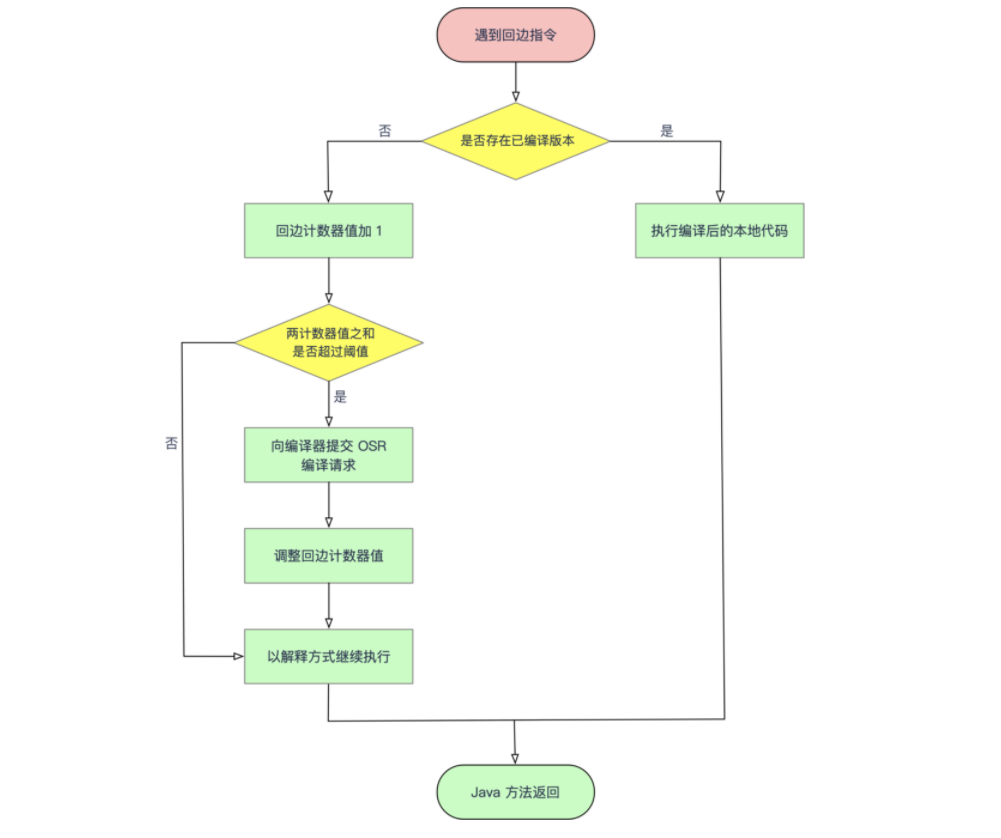 遇到回边指令
是否存在已编译版本
否
是
回边计数器值加 1
执行编译后的本地代码
两计数器值之和
是否超过阈值
是
否
向编译器提交 OSR
编译请求
调整回边计数器值
以解释方式继续执行
Java 方法返回